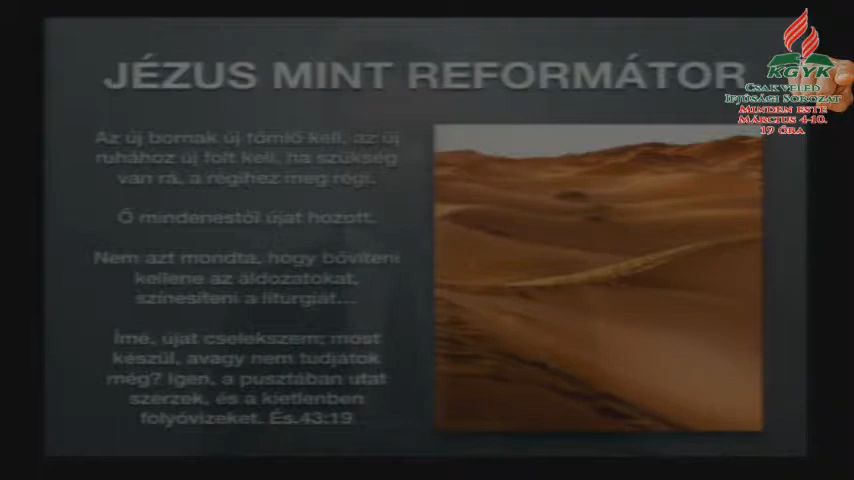 JÉZUS MINT REFORMÁTOR
Az új bornak új tömlő kell, az új
ruhához új folt kell, ha szükség
van rá, a régihez meg régi.
Ő mindenestől újat hozott.
Nem azt mondta, hogy bővíteni
kellene az áldozatokat,
színesíteni a liturgiát...
Ímé, újat cselekszem; most
készül, avagy nem tudjátok
még? Igen, a pusztában utat
szerzek, és a kietlenben
folyóvizeket. És.43:19
KGYK
CSAK VELED
IFJÚSÁGI SOROZAT
MINDEN ESTE
MÁRCIUS 4-10.
19 ÓRA